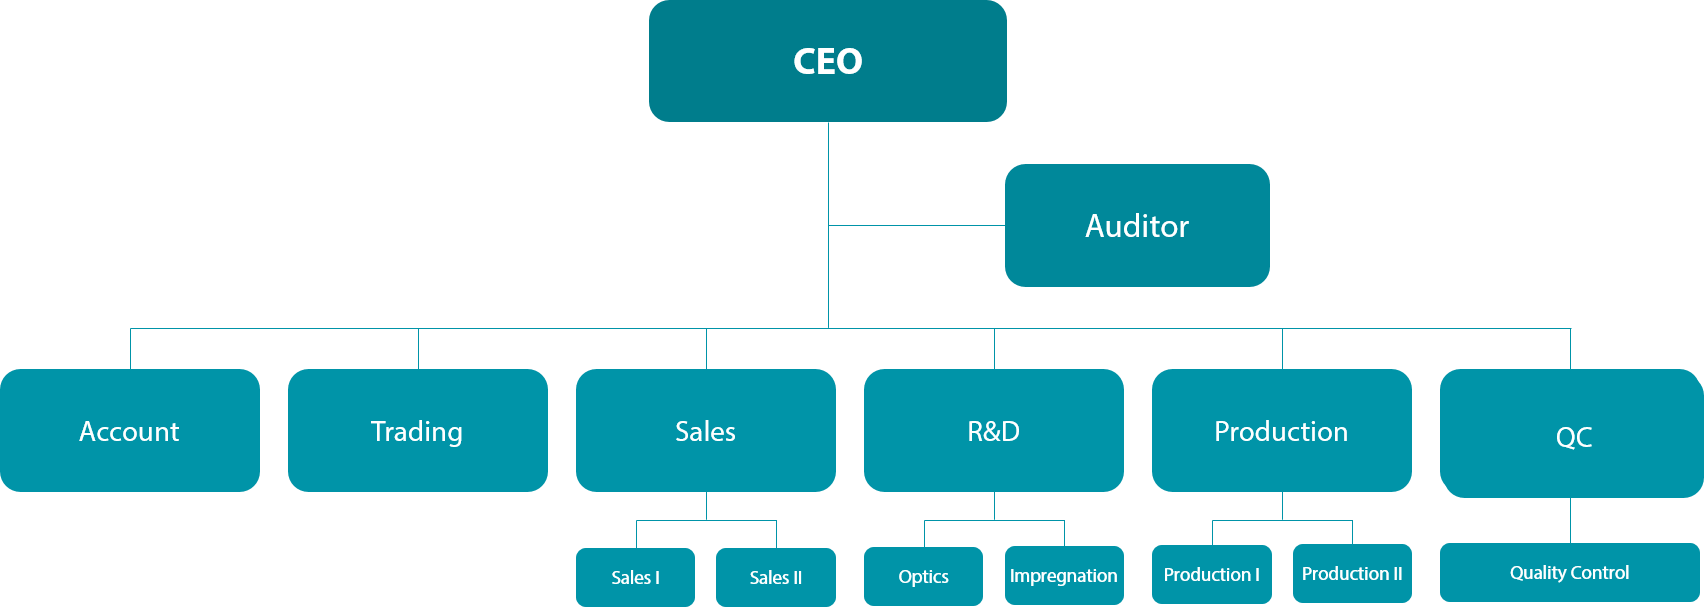 CEO
Auditor
Account
Trading
Sales
R&D
Production
QC
Sales I
Sales II
Optics
Impregnation
Production I
Production II
Quality Control